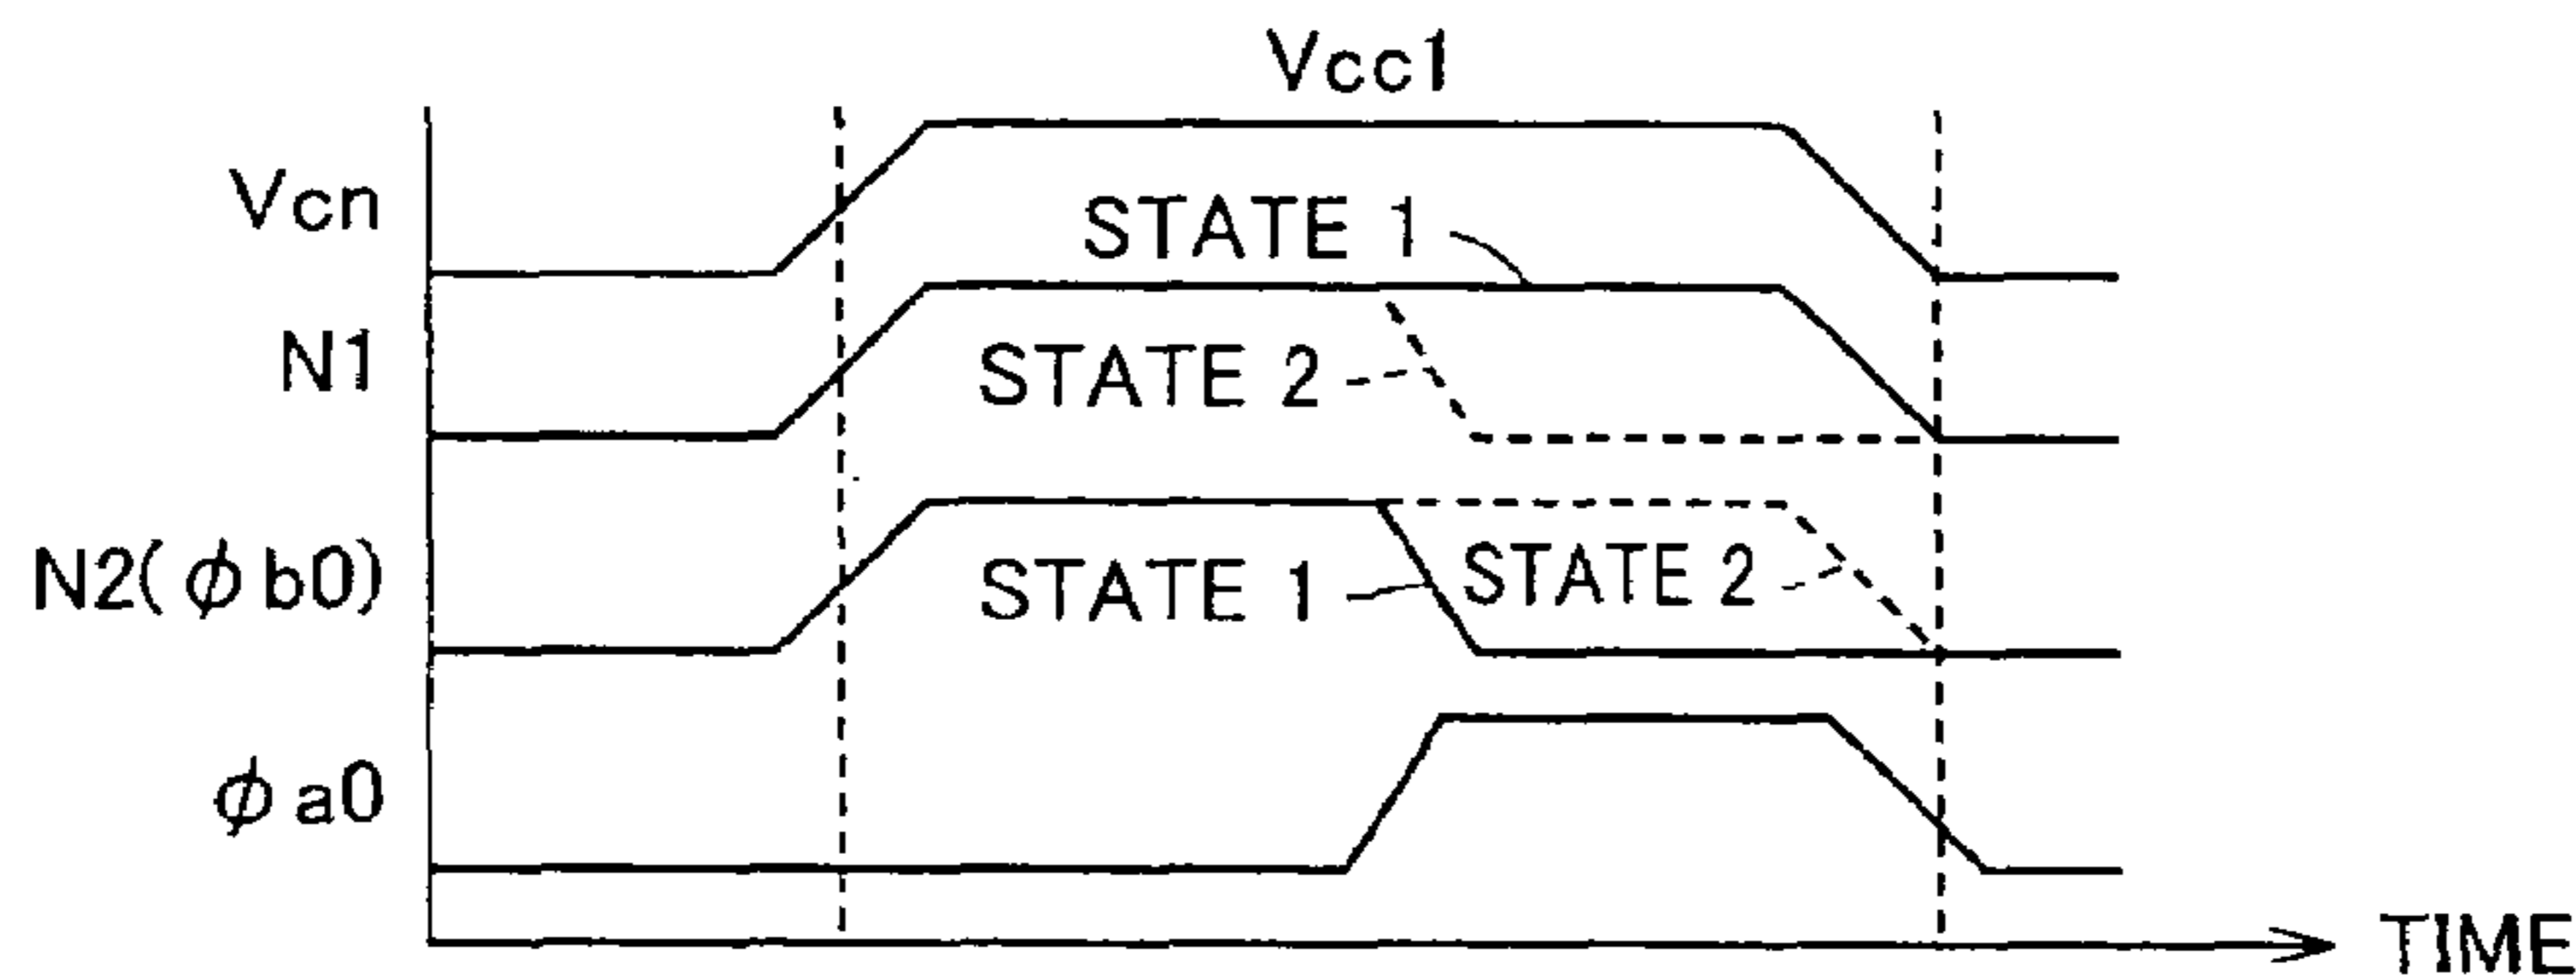 Vcc1
Vcn
STATE 1
N1
STATE 2
N2(φb0)
STATE 1
STATE 2
φa0
TIME